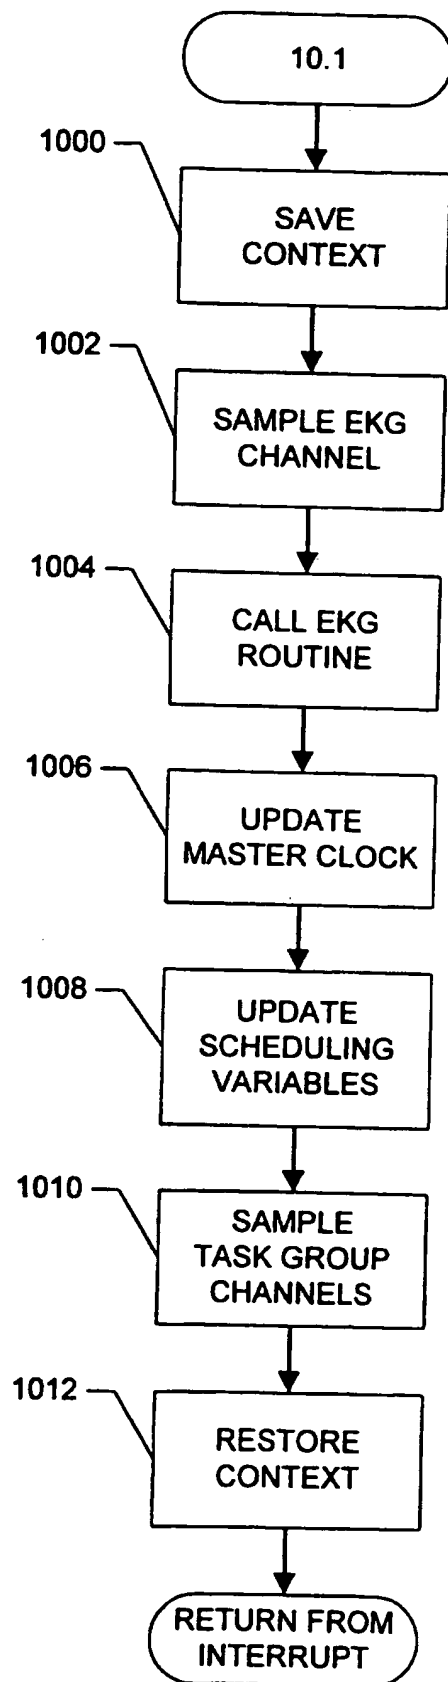 10.1
1000
SAVE
CONTEXT
1002
SAMPLE EKG
CHANNEL
1004
CALL EKG
ROUTINE
1006
UPDATE
MASTER CLOCK
1008
UPDATE
SCHEDULING
VARIABLES
1010
SAMPLE
TASK GROUP
CHANNELS
1012
RESTORE
CONTEXT
RETURN FROM
INTERRUPT